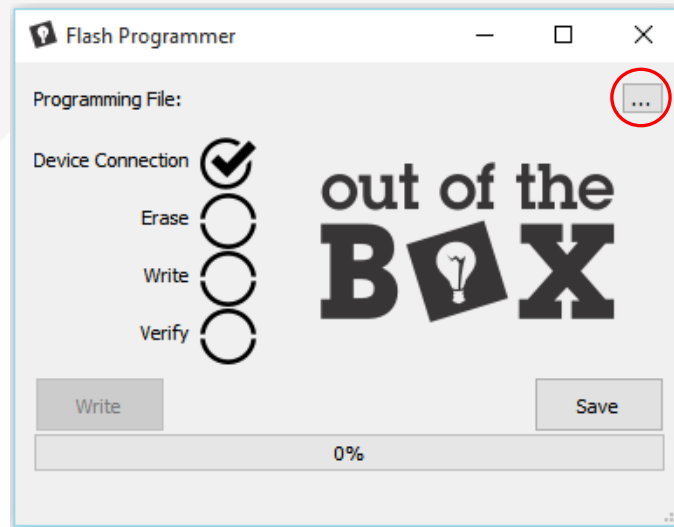 Flash Programmer
Programming File:
...
Device Connection
Erase
Write
Verify
out of the
BOX
Write
Save
0%